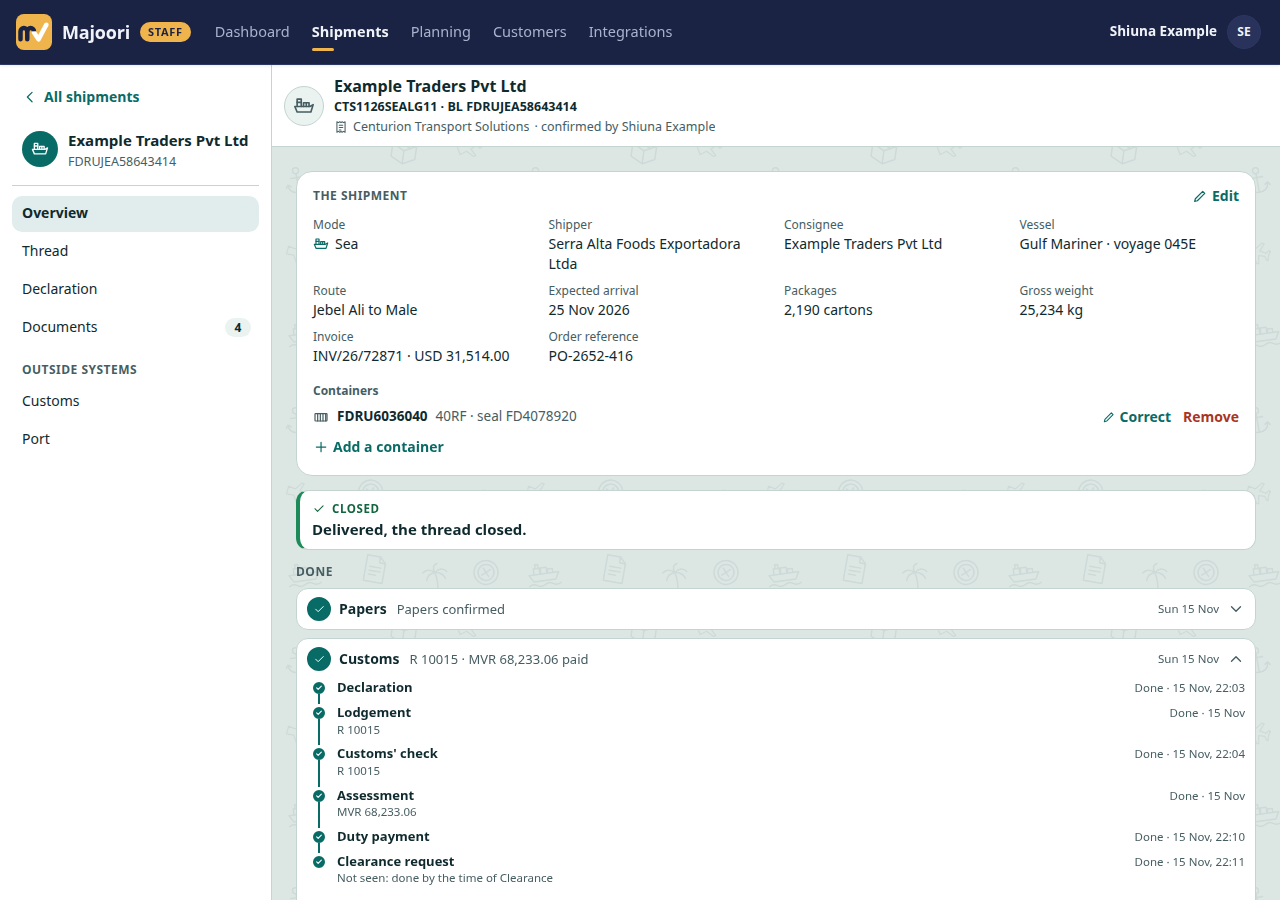 Majoori STAFF Dashboard Shipments Planning Customers Integrations Shiuna Example SE
All shipments
Example Traders Pvt Ltd
FDRUJEA58643414
Overview
Thread
Declaration
Documents 4
OUTSIDE SYSTEMS
Customs
Port
Example Traders Pvt Ltd
CTS1126SEALG11 · BL FDRUJEA58643414
Centurion Transport Solutions · confirmed by Shiuna Example
THE SHIPMENT Edit
Mode Shipper Consignee Vessel
Sea Serra Alta Foods Exportadora Ltda Example Traders Pvt Ltd Gulf Mariner · voyage 045E
Route Expected arrival Packages Gross weight
Jebel Ali to Male 25 Nov 2026 2,190 cartons 25,234 kg
Invoice Order reference
INV/26/72871 · USD 31,514.00 PO-2652-416
Containers
FDRU6036040 40RF · seal FD4078920 Correct Remove
Add a container
CLOSED
Delivered, the thread closed.
DONE
Papers Papers confirmed Sun 15 Nov
Customs R 10015 · MVR 68,233.06 paid Sun 15 Nov
Declaration Done · 15 Nov, 22:03
Lodgement Done · 15 Nov
R 10015
Customs' check Done · 15 Nov, 22:04
R 10015
Assessment Done · 15 Nov
MVR 68,233.06
Duty payment Done · 15 Nov, 22:10
Clearance request Done · 15 Nov, 22:11
Not seen: done by the time of Clearance